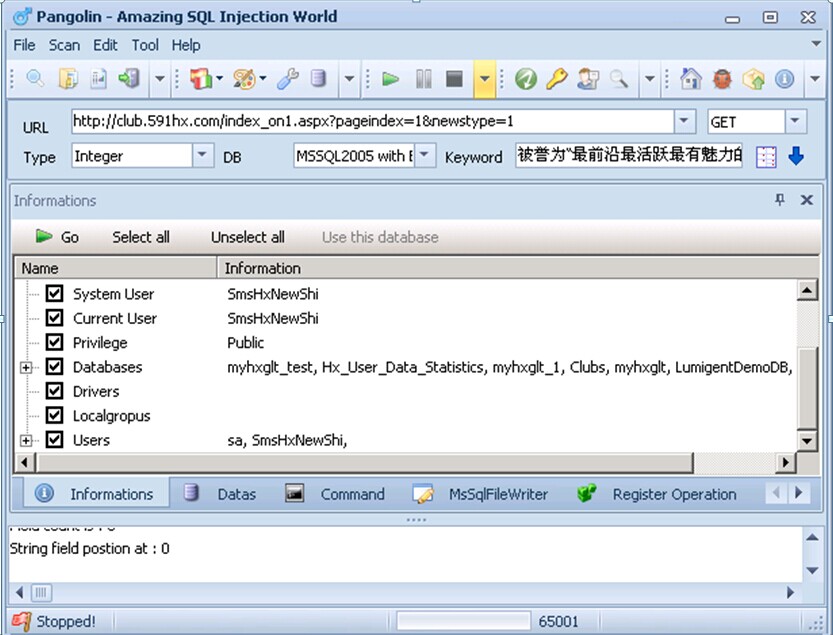 Pangolin - Amazing SQL Injection World
File Scan Edit Tool Help
URL http://club.591hx.com/index_on1.aspx?pageindex=1&newstype=1 GET
Type Integer DB MSSQL2005 with Keyword 被誉为"最前沿最活跃最有魅力的
Informations
Go Select all Unselect all Use this database
Name Information
System User SmsHxNewShi
Current User SmsHxNewShi
Privilege Public
Databases myhxglt_test, Hx_User_Data_Statistics, myhxglt_1, Clubs, myhxglt, LumigentDemoDB,
Drivers
Localgropus
Users sa, SmsHxNewShi,
Informations Datas Command MsSqlFileWriter Register Operation
String field postion at : 0
Stopped! 65001